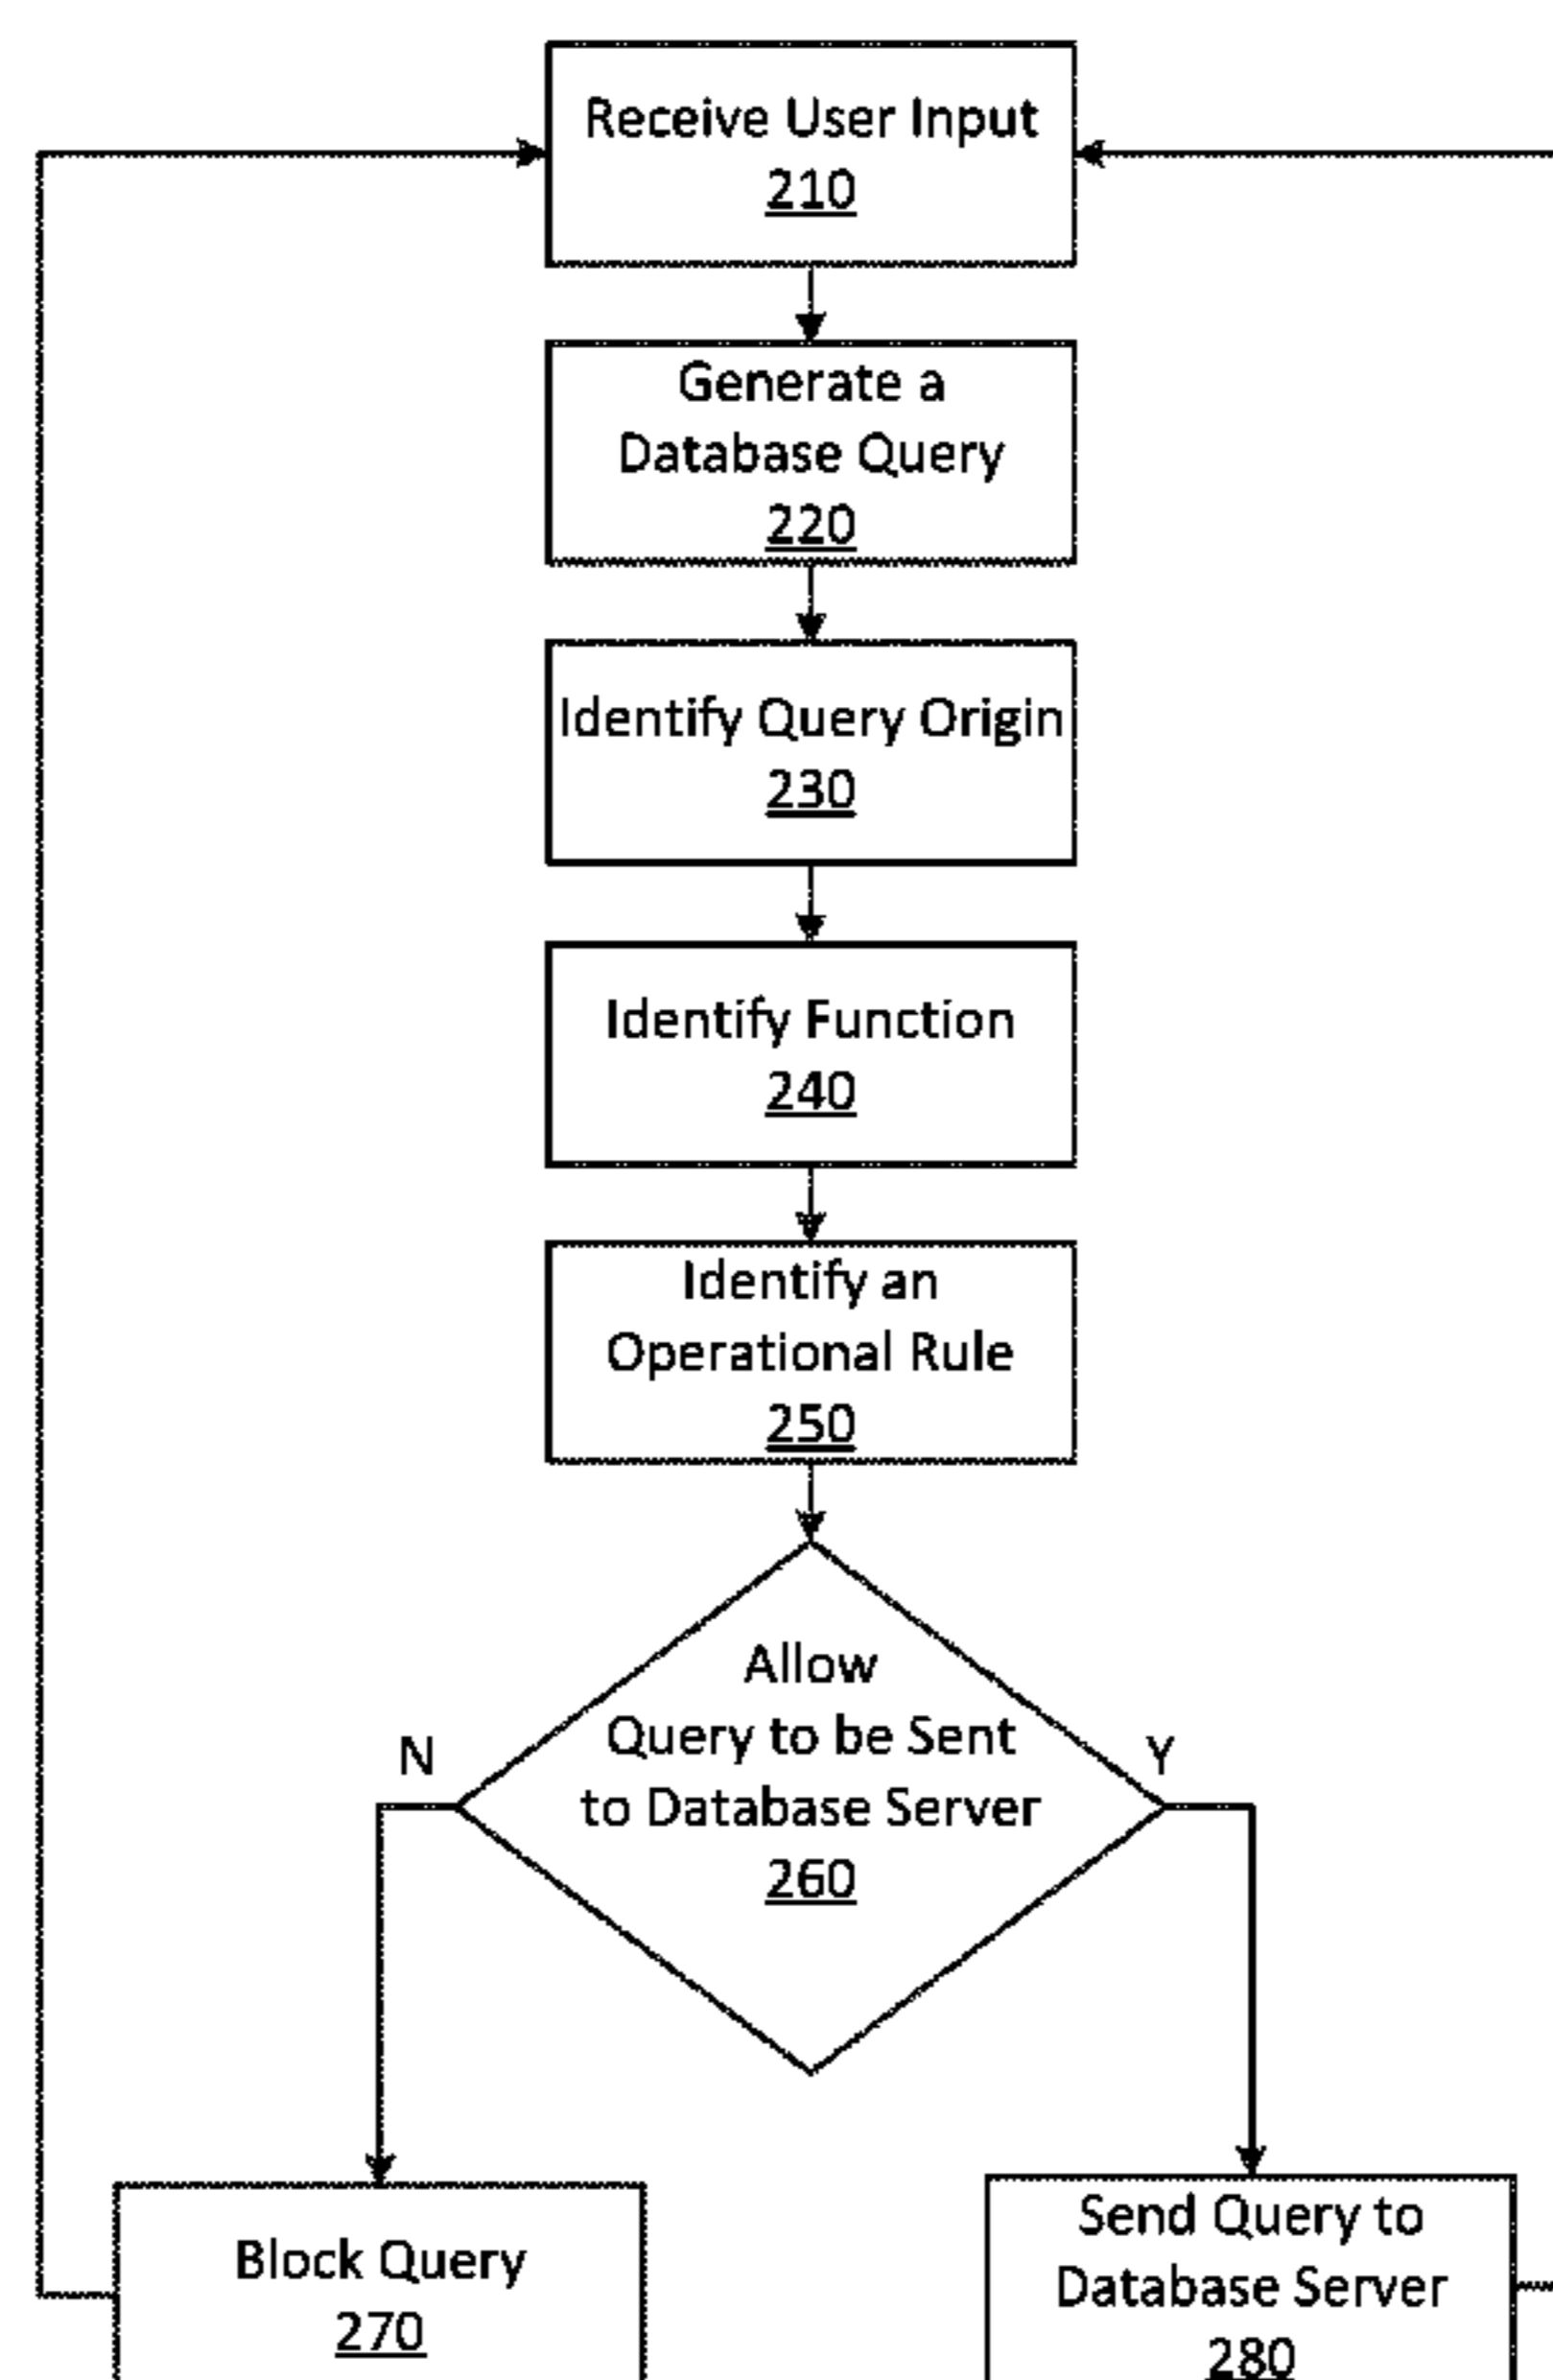 Receive User Input
210
Generate a
Database Query
220
Identify Query Origin
230
Identify Function
240
Identify an
Operational Rule
250
Allow
Query to be Sent
to Database Server
260
N
Y
Block Query
270
Send Query to
Database Server
280